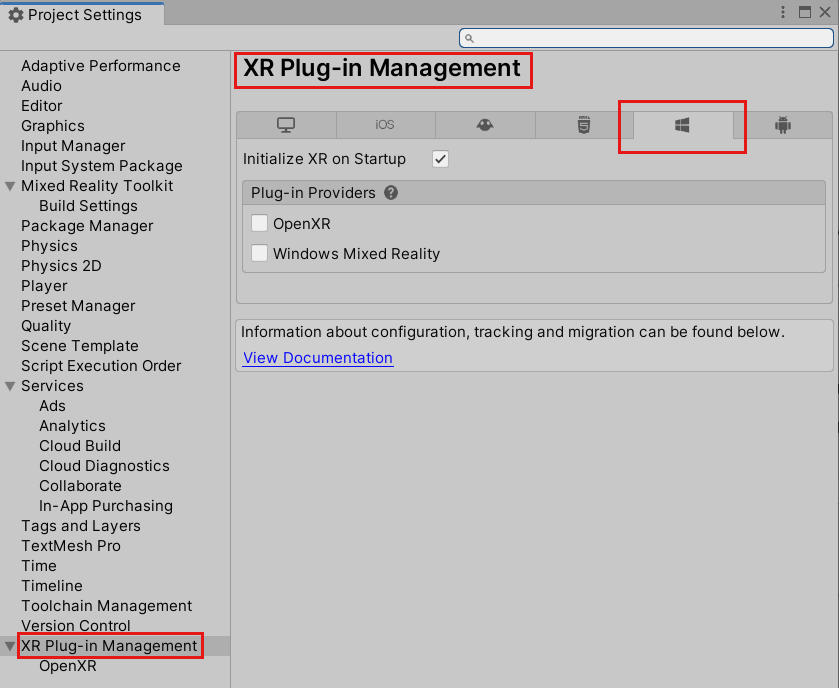 Project Settings
Adaptive Performance
Audio
Editor
Graphics
Input Manager
Input System Package
Mixed Reality Toolkit
Build Settings
Package Manager
Physics
Physics 2D
Player
Preset Manager
Quality
Scene Template
Script Execution Order
Services
Ads
Analytics
Cloud Build
Cloud Diagnostics
Collaborate
In-App Purchasing
Tags and Layers
TextMesh Pro
Time
Timeline
Toolchain Management
Version Control
XR Plug-in Management
OpenXR
XR Plug-in Management
iOS
5
Initialize XR on Startup
Plug-in Providers ?
OpenXR
Windows Mixed Reality
Information about configuration, tracking and migration can be found below.
View Documentation